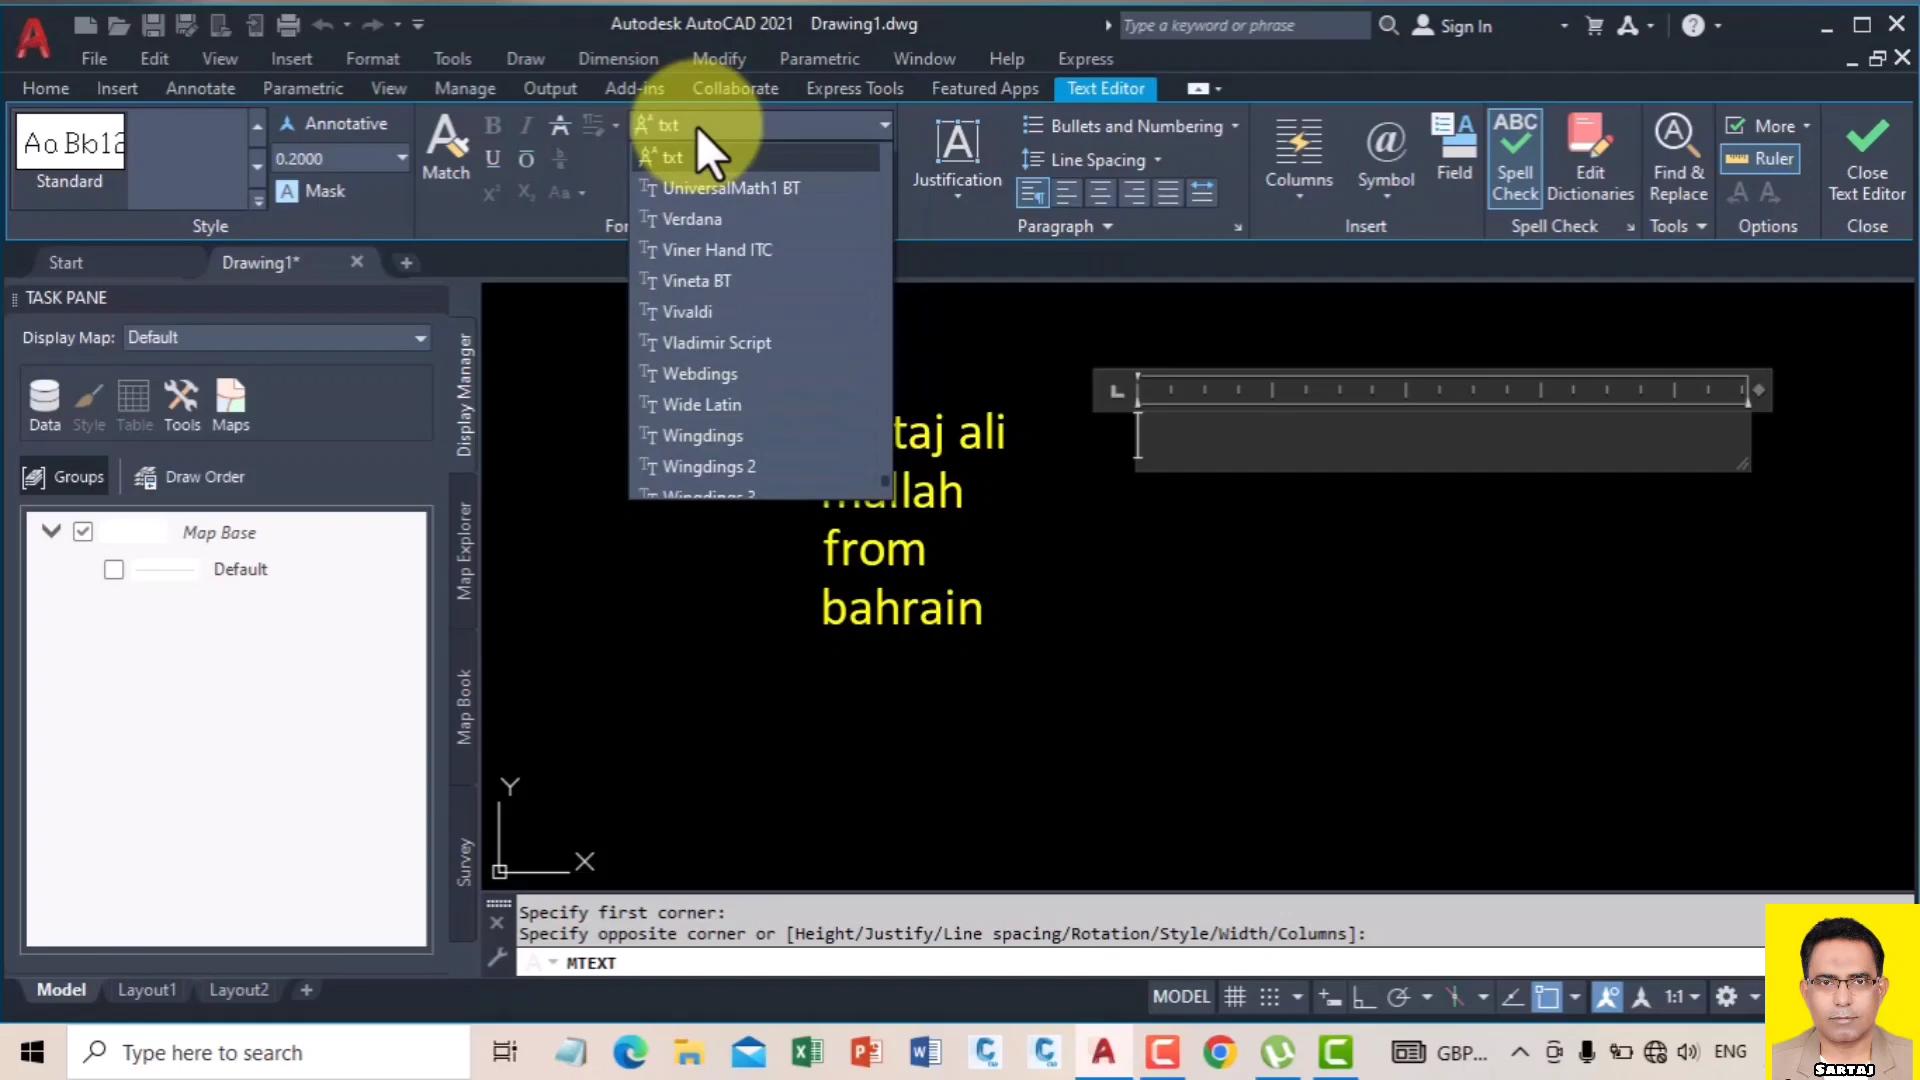 Autodesk AutoCAD 2021 Drawing1.dwg
Type a keyword or phrase
Sign In
File Edit View Insert Format Tools Draw Dimension Modify Parametric Window Help Express
Home Insert Annotate Parametric View Manage Output Add-ins Collaborate Express Tools Featured Apps Text Editor
Aa Bb12
Standard
Annotative
0.2000
Mask
Style
Match
txt
Justification
Bullets and Numbering
Line Spacing
Paragraph
Columns
Symbol
Field
Insert
ABC
Spell
Check
Edit
Dictionaries
Spell Check
Find &
Replace
Tools
More
Ruler
Options
Close
Text Editor
Close
txt
UniversalMath1 BT
Verdana
Viner Hand ITC
Vineta BT
Vivaldi
Vladimir Script
Webdings
Wide Latin
Wingdings
Wingdings 2
Wingdings 3
Start Drawing1*
TASK PANE
Display Map: Default
Data Style Table Tools Maps
Groups Draw Order
Map Base
Default
Display Manager
Map Explorer
Map Book
Survey
taj ali
mallah
from
bahrain
Y
X
Specify first corner:
Specify opposite corner or [Height/Justify/Line spacing/Rotation/Style/Width/Columns]:
MTEXT
Model Layout1 Layout2
MODEL
1:1
Type here to search
GBP...
ENG
SARTAJ